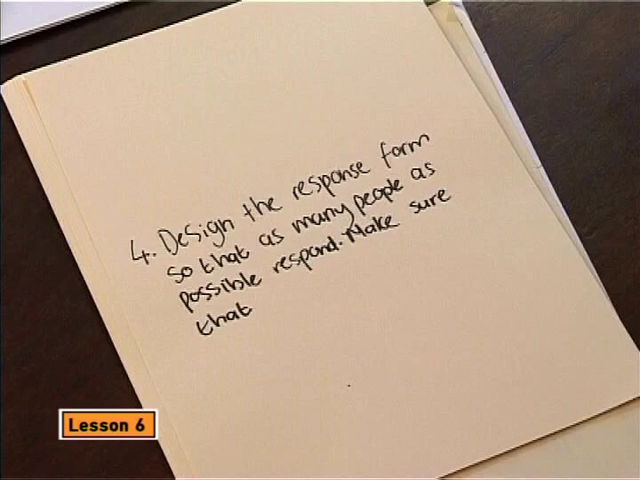 4. Design the response form
so that as many people as
possible respond. Make sure
that
Lesson 6